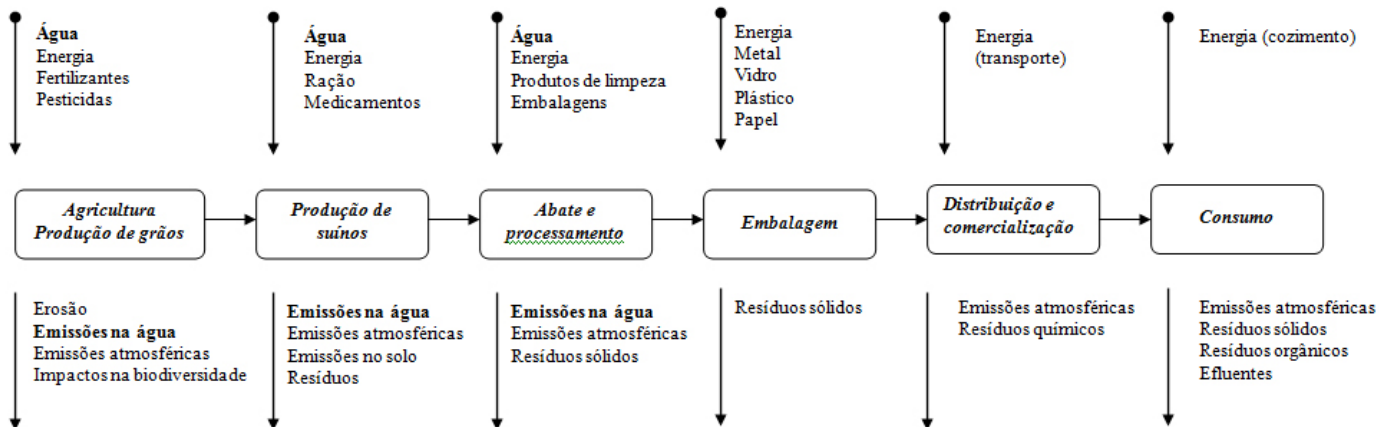 Água
Energia
Fertilizantes
Pesticidas
Água
Energia
Ração
Medicamentos
Água
Energia
Produtos de limpeza
Embalagens
Energia
Metal
Vidro
Plástico
Papel
Energia
(transporte)
Energia (cozimento)
Agricultura
Produção de grãos
Produção de
suínos
Abate e
processamento
Embalagem
Distribuição e
comercialização
Consumo
Erosão
Emissões na água
Emissões atmosféricas
Impactos na biodiversidade
Emissões na água
Emissões atmosféricas
Emissões no solo
Resíduos
Emissões na água
Emissões atmosféricas
Resíduos sólidos
Resíduos sólidos
Emissões atmosféricas
Resíduos químicos
Emissões atmosféricas
Resíduos sólidos
Resíduos orgânicos
Efluentes